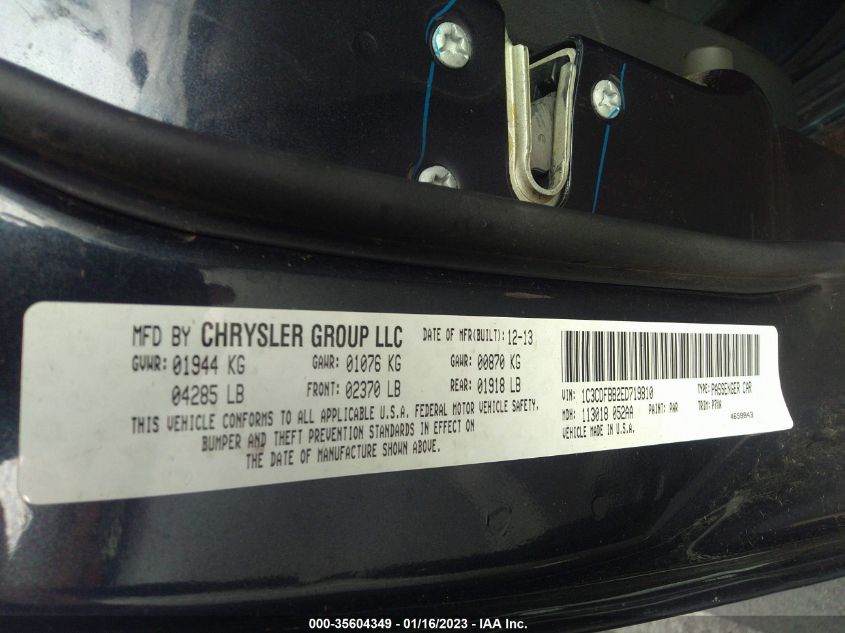 MFD BY CHRYSLER GROUP LLC DATE OF MFR(BUILT): 12-13
GVWR: 01944 KG GAWR: 01076 KG GAWR: 00870 KG
04285 LB FRONT: 02370 LB REAR: 01918 LB
THIS VEHICLE CONFORMS TO ALL APPLICABLE U.S.A. FEDERAL MOTOR VEHICLE SAFETY,
BUMPER AND THEFT PREVENTION STANDARDS IN EFFECT ON
THE DATE OF MANUFACTURE SHOWN ABOVE.
VIN: 1C3CDFBB2ED719910 TYPE: PASSENGER CAR
MDH: 113018 052AA PAINT: PAR TRIM:
VEHICLE MADE IN U.S.A. 4659943
000-35604349 — 01/16/2023 — © IAA Inc.